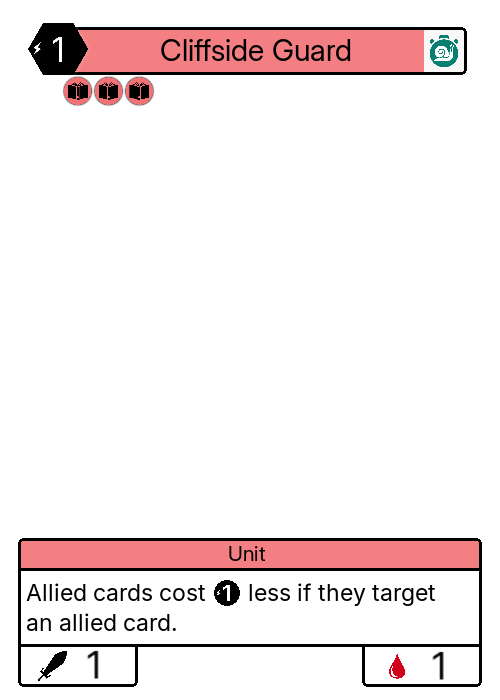 1 Cliffside Guard
Unit
Allied cards cost 1 less if they target
an allied card.
1 1